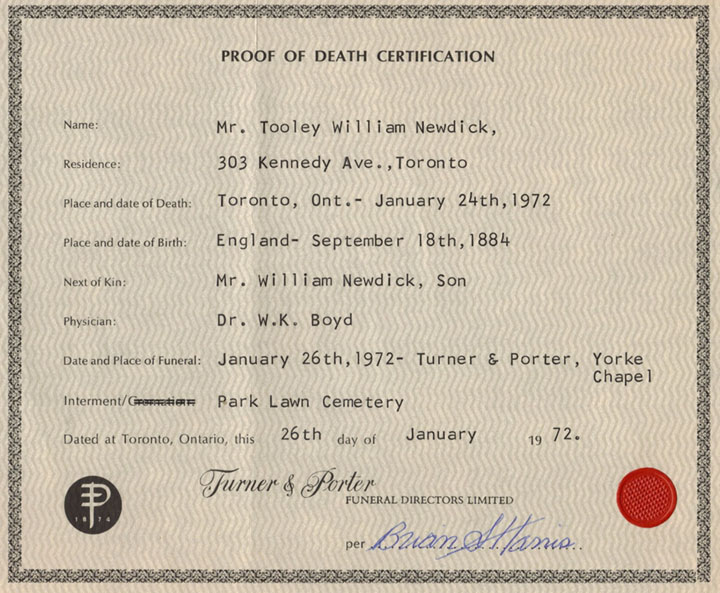 PROOF OF DEATH CERTIFICATION
Name: Mr. Tooley William Newdick,
Residence: 303 Kennedy Ave.,Toronto
Place and date of Death: Toronto, Ont.- January 24th,1972
Place and date of Birth: England- September 18th,1884
Next of Kin: Mr. William Newdick, Son
Physician: Dr. W.K. Boyd
Date and Place of Funeral: January 26th,1972- Turner & Porter, Yorke
Chapel
Interment/Cremation: Park Lawn Cemetery
Dated at Toronto, Ontario, this 26th day of January 19 72.
Turner & Porter
FUNERAL DIRECTORS LIMITED
1874
per Brian